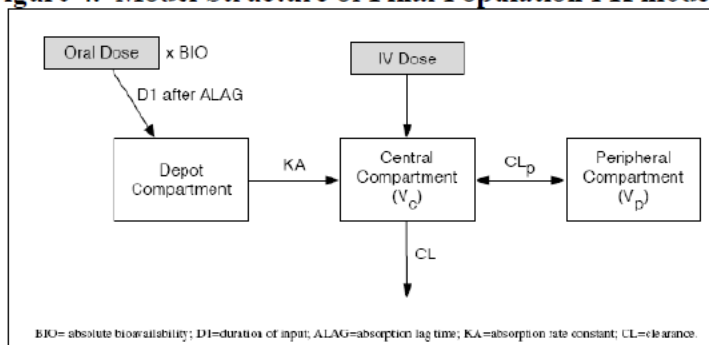 Model Structure of Final Population PK
Oral Dose x BIO
IV Dose
D1 after ALAG
Depot
Compartment
KA
Central
Compartment
(Vc)
CLp
Peripheral
Compartment
(Vp)
CL
BIO= absolute bioavailability; D1=duration of input; ALAG=absorption lag time; KA=absorption rate constant; CL=clearance.